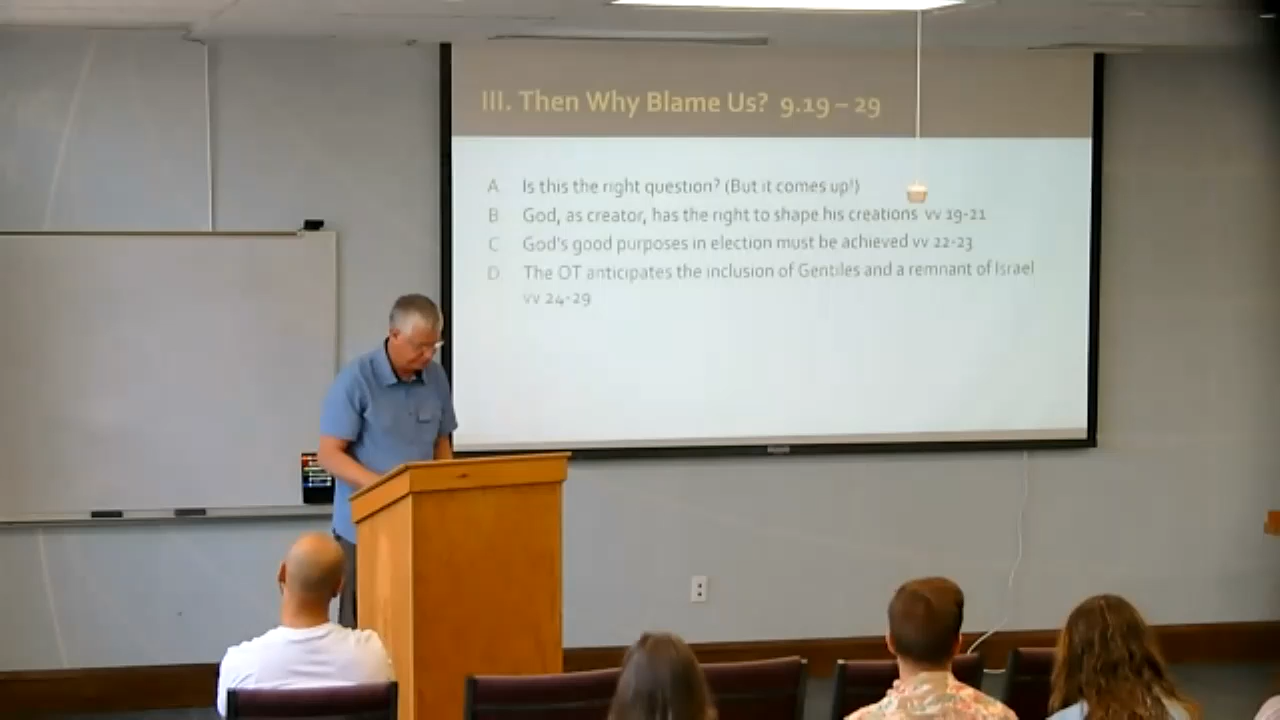 III. Then Why Blame Us? 9.19 – 29
A Is this the right question? (But it comes up!)
B God, as creator, has the right to shape his creations vv 19-21
C God's good purposes in election must be achieved vv 22-23
D The OT anticipates the inclusion of Gentiles and a remnant of Israel
vv 24-29